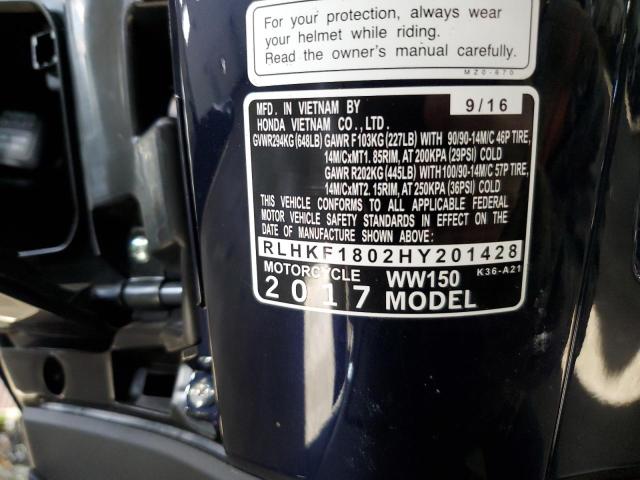 For your protection, always wear
your helmet while riding.
Read the owner's manual carefully.
MZ0-670
MFD. IN VIETNAM BY 9/16
HONDA VIETNAM CO., LTD.
GVWR294KG (648LB) GAWR F103KG (227LB) WITH 90/90-14M/C 46P TIRE,
14M/CxMT1. 85RIM, AT 200KPA (29PSI) COLD
GAWR R202KG (445LB) WITH100/90-14M/C 57P TIRE,
14M/CxMT2. 15RIM, AT 250KPA (36PSI) COLD
THIS VEHICLE CONFORMS TO ALL APPLICABLE FEDERAL
MOTOR VEHICLE SAFETY STANDARDS IN EFFECT ON THE
DATE OF MANUFACTURE SHOWN ABOVE:
RLHKF1802HY201428
MOTORCYCLE WW150 K36-A21
2017 MODEL